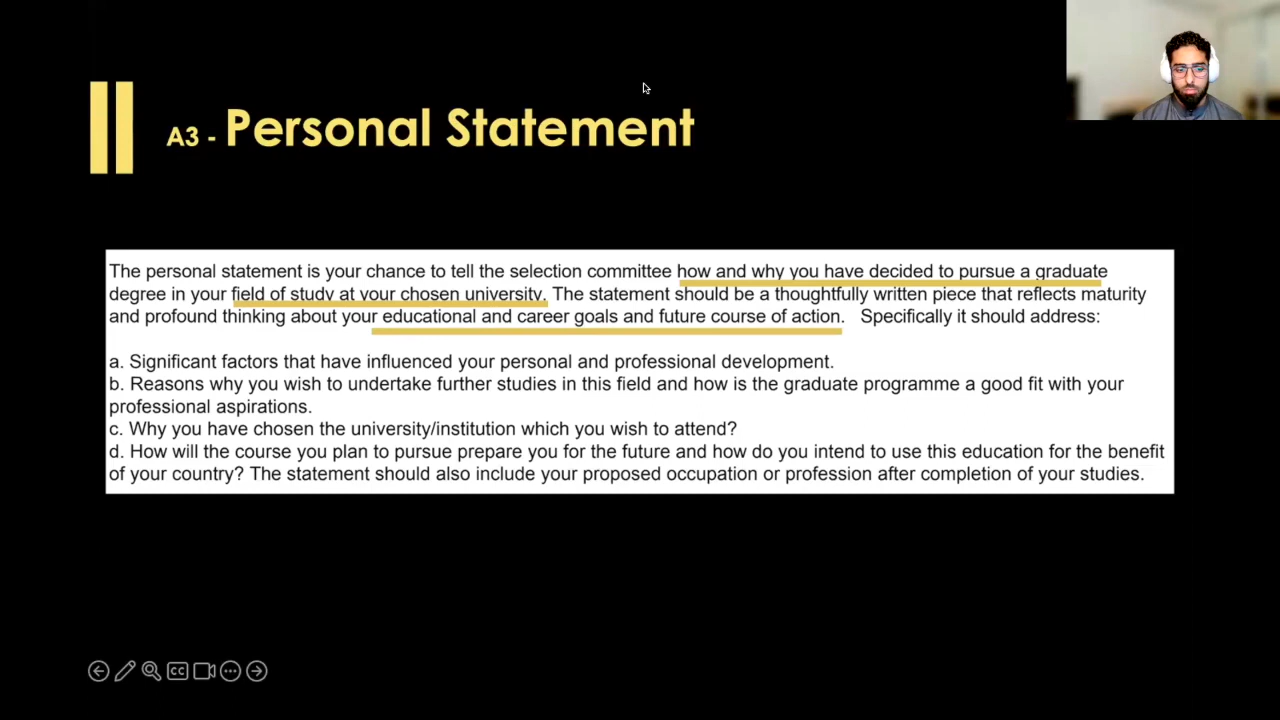 A3 - Personal Statement
The personal statement is your chance to tell the selection committee how and why you have decided to pursue a graduate
degree in your field of study at your chosen university. The statement should be a thoughtfully written piece that reflects maturity
and profound thinking about your educational and career goals and future course of action. Specifically it should address:
a. Significant factors that have influenced your personal and professional development.
b. Reasons why you wish to undertake further studies in this field and how is the graduate programme a good fit with your
professional aspirations.
c. Why you have chosen the university/institution which you wish to attend?
d. How will the course you plan to pursue prepare you for the future and how do you intend to use this education for the benefit
of your country? The statement should also include your proposed occupation or profession after completion of your studies.
CC